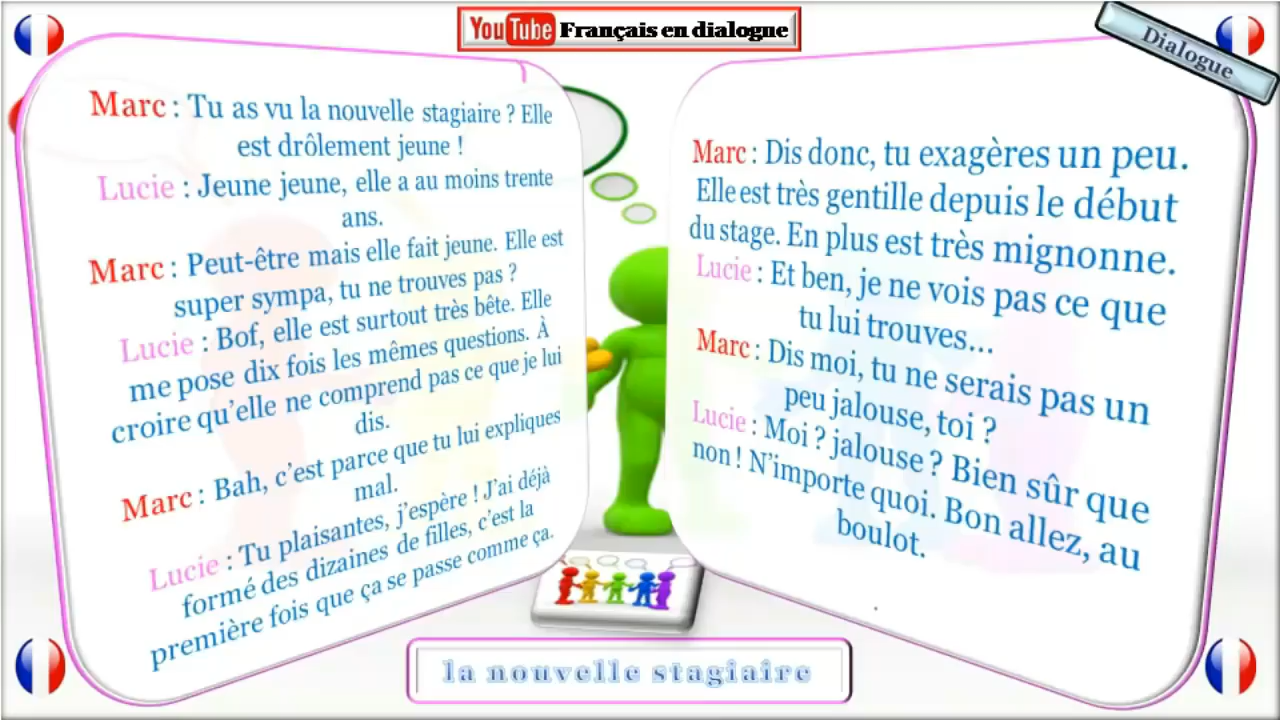 YouTube Français en dialogue
Dialogue
Marc : Tu as vu la nouvelle stagiaire ? Elle
est drôlement jeune !
Lucie : Jeune jeune, elle a au moins trente
ans.
Marc : Peut-être mais elle fait jeune. Elle est
super sympa, tu ne trouves pas ?
Lucie : Bof, elle est surtout très bête. Elle
me pose dix fois les mêmes questions. À
croire qu'elle ne comprend pas ce que je lui
dis.
Marc : Bah, c'est parce que tu lui expliques
mal.
Lucie : Tu plaisantes, j'espère ! J'ai déjà
formé des dizaines de filles, c'est la
première fois que ça se passe comme ça.
Marc : Dis donc, tu exagères un peu.
Elle est très gentille depuis le début
du stage. En plus est très mignonne.
Lucie : Et ben, je ne vois pas ce que
tu lui trouves...
Marc : Dis moi, tu ne serais pas un
peu jalouse, toi ?
Lucie : Moi ? jalouse ? Bien sûr que
non ! N'importe quoi. Bon allez, au
boulot.
la nouvelle stagiaire